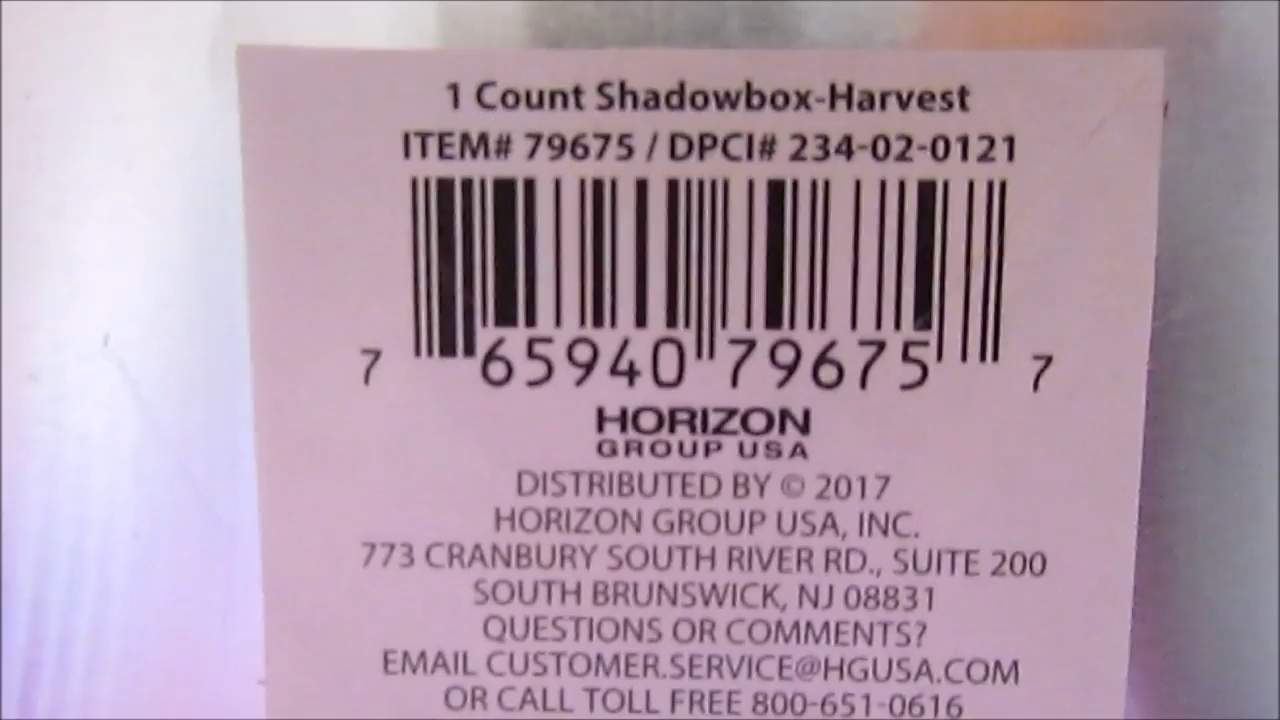 1 Count Shadowbox-Harvest
ITEM# 79675 / DPCI# 234-02-0121
7 65940 79675 7
HORIZON
GROUP USA
DISTRIBUTED BY © 2017
HORIZON GROUP USA, INC.
773 CRANBURY SOUTH RIVER RD., SUITE 200
SOUTH BRUNSWICK, NJ 08831
QUESTIONS OR COMMENTS?
EMAIL CUSTOMER.SERVICE@HGUSA.COM
OR CALL TOLL FREE 800-651-0616